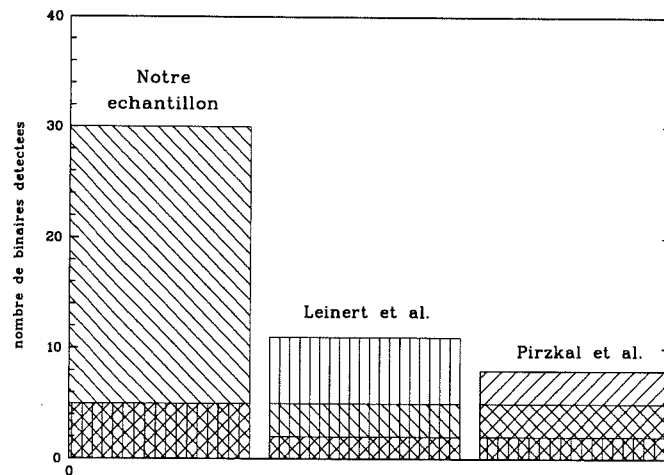 40
30
20
10
0
0
nombre de binaires detectees
Notre
echantillon
Leinert et al.
Pirzkal et al.